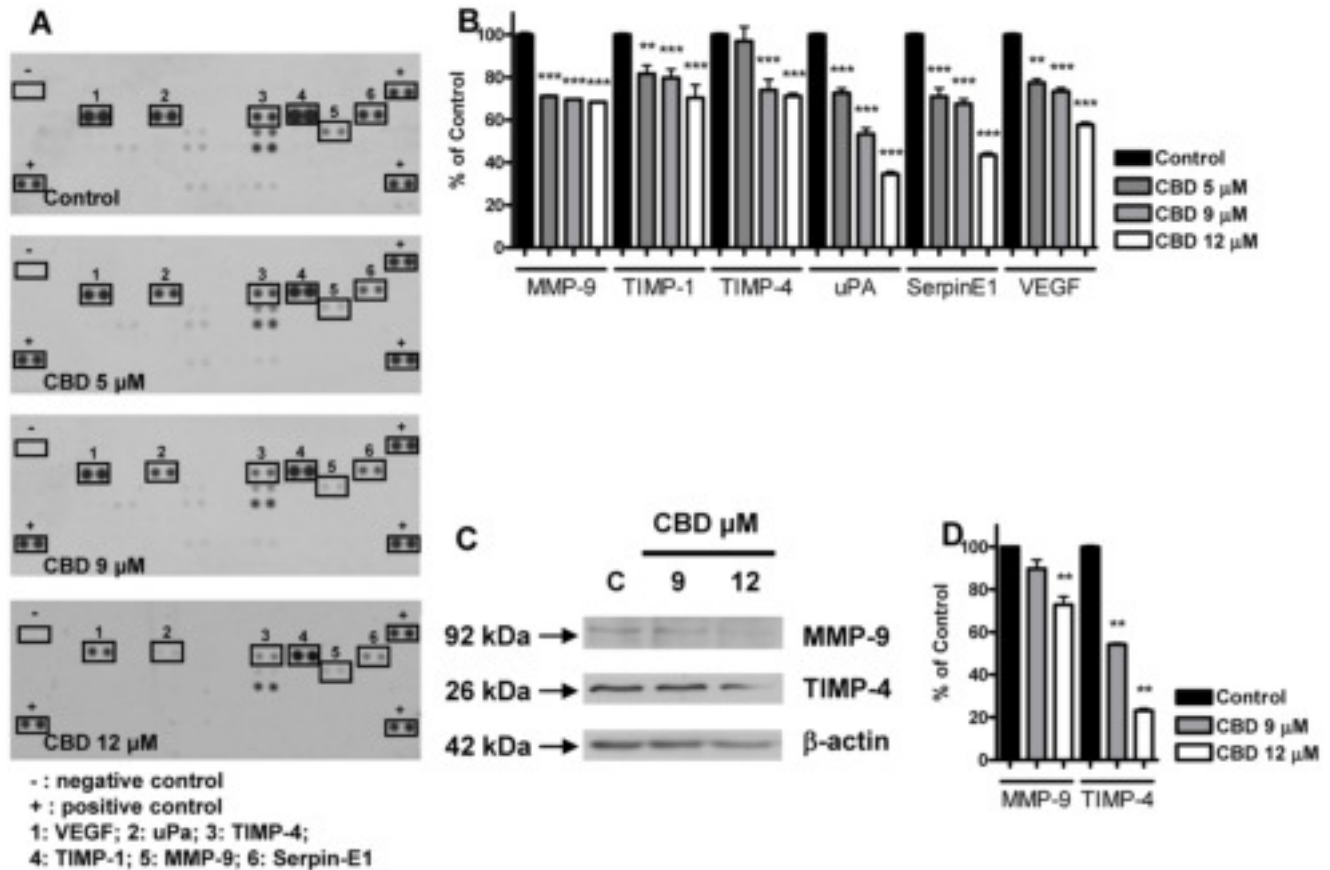 A
-
+
1
2
3
4
5
6
+
+
Control
-
+
1
2
3
4
5
6
+
+
CBD 5 µM
-
+
1
2
3
4
5
6
+
+
CBD 9 µM
-
+
1
2
3
4
5
6
+
+
CBD 12 µM
- : negative control
+ : positive control
1: VEGF; 2: uPa; 3: TIMP-4;
4: TIMP-1; 5: MMP-9; 6: Serpin-E1
B
% of Control
100
80
60
40
20
0
*** *** ***
** *** ***
*** ***
*** *** ***
*** *** ***
** *** ***
MMP-9 TIMP-1 TIMP-4 uPA SerpinE1 VEGF
Control
CBD 5 µM
CBD 9 µM
CBD 12 µM
C
CBD µM
C 9 12
92 kDa → MMP-9
26 kDa → TIMP-4
42 kDa → β-actin
D
% of Control
100
80
60
40
20
0
**
**
**
MMP-9 TIMP-4
Control
CBD 9 µM
CBD 12 µM